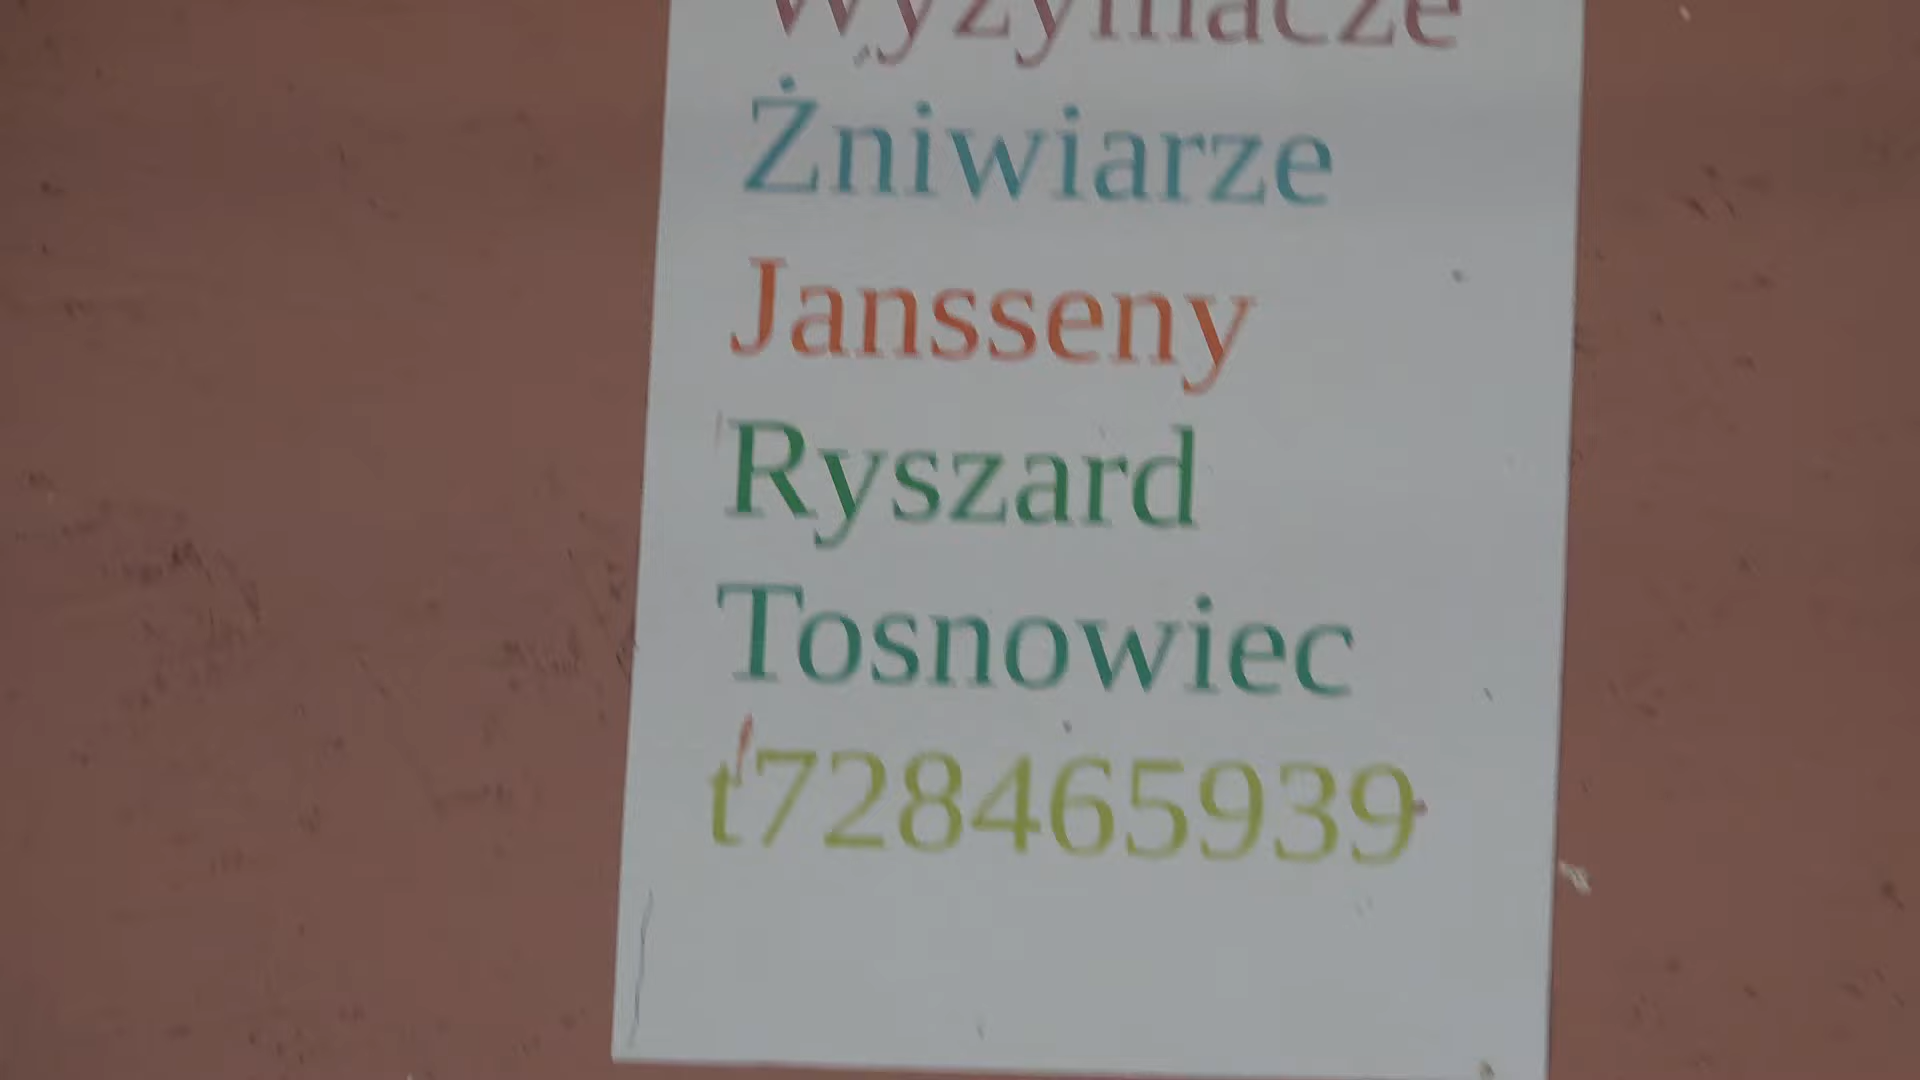 Żniwiarze
Jansseny
Ryszard
Tosnowiec
t728465939